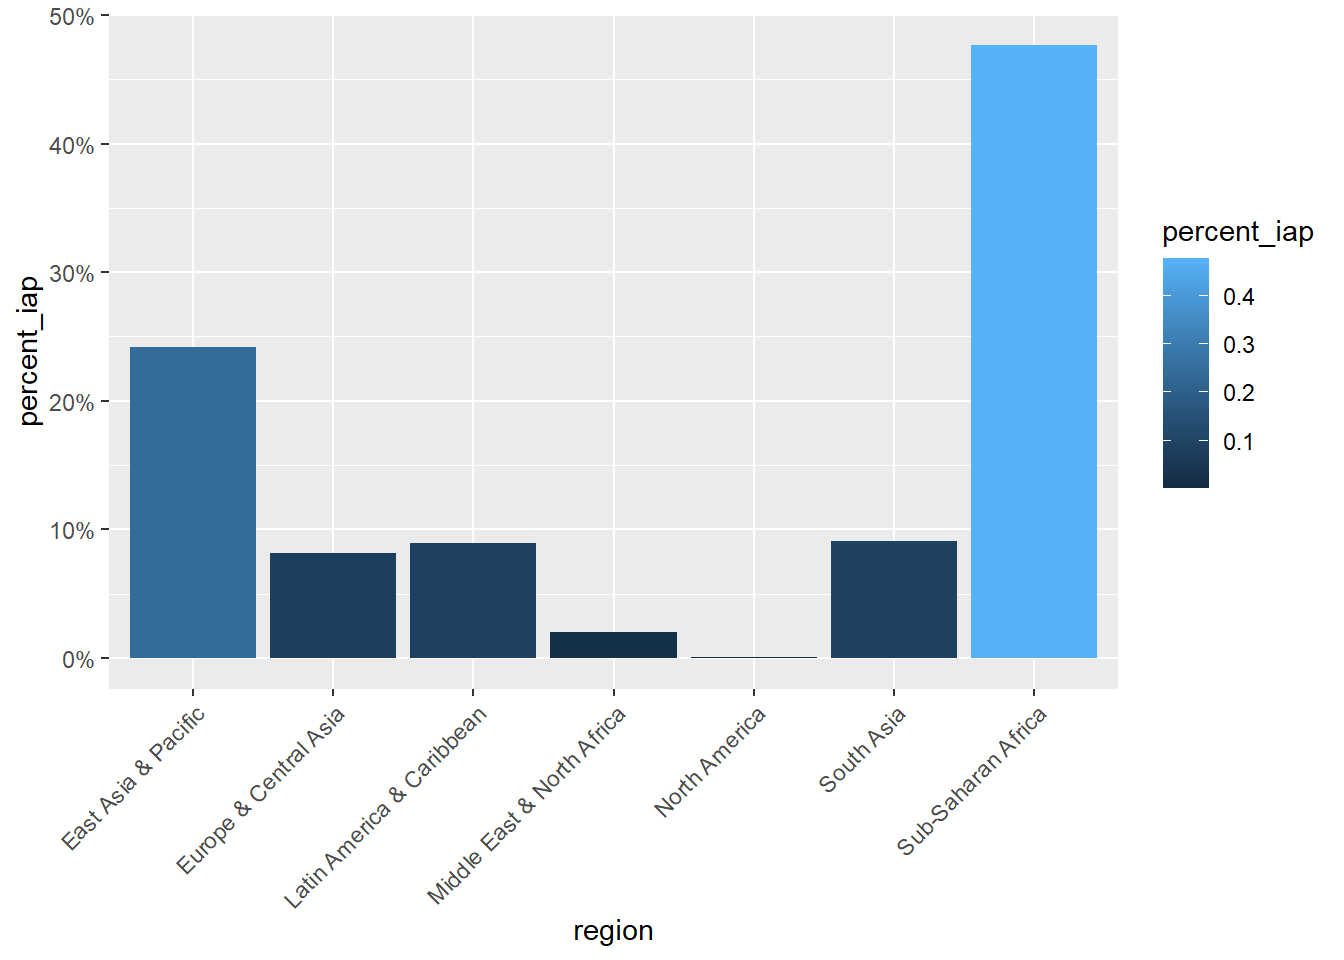 50%
40%
30%
20%
10%
0%
percent_iap
East Asia & Pacific
Europe & Central Asia
Latin America & Caribbean
Middle East & North Africa
North America
South Asia
Sub-Saharan Africa
region
percent_iap
0.4
0.3
0.2
0.1